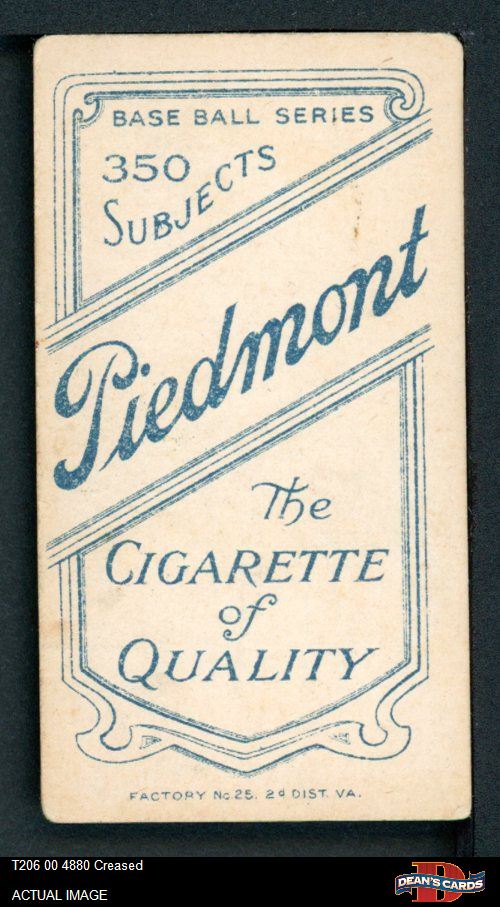 BASE BALL SERIES
350
SUBJECTS
Piedmont
The
CIGARETTE
of
QUALITY
FACTORY No. 25. 2d DIST. VA.
T206 00 4880 Creased
ACTUAL IMAGE
D
DEAN'S CARDS